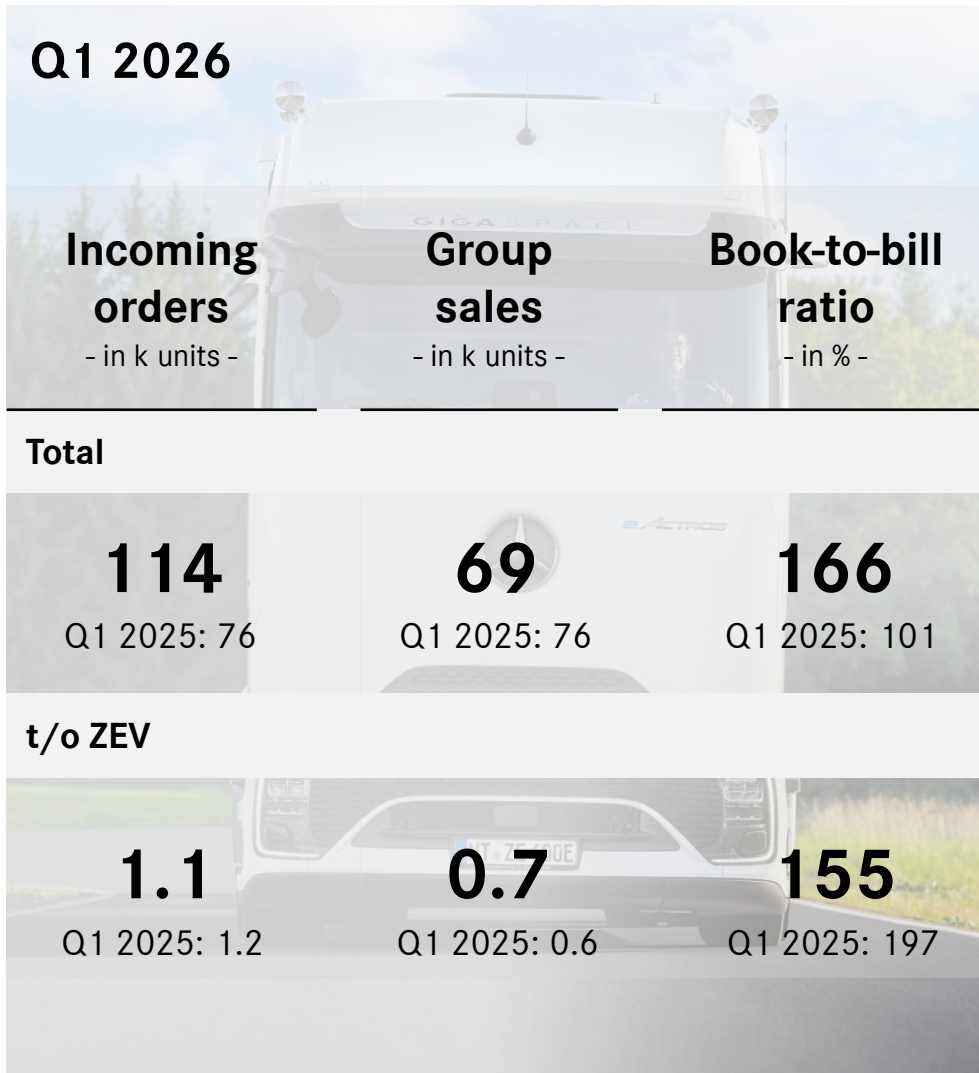 Q1 2026
GIGASPACE
Incoming
orders
- in k units -
Group
sales
- in k units -
Book-to-bill
ratio
- in % -
Total
eActros
114
69
166
Q1 2025: 76
Q1 2025: 76
Q1 2025: 101
t/o ZEV
1.1
0.7
155
Q1 2025: 1.2
Q1 2025: 0.6
Q1 2025: 197